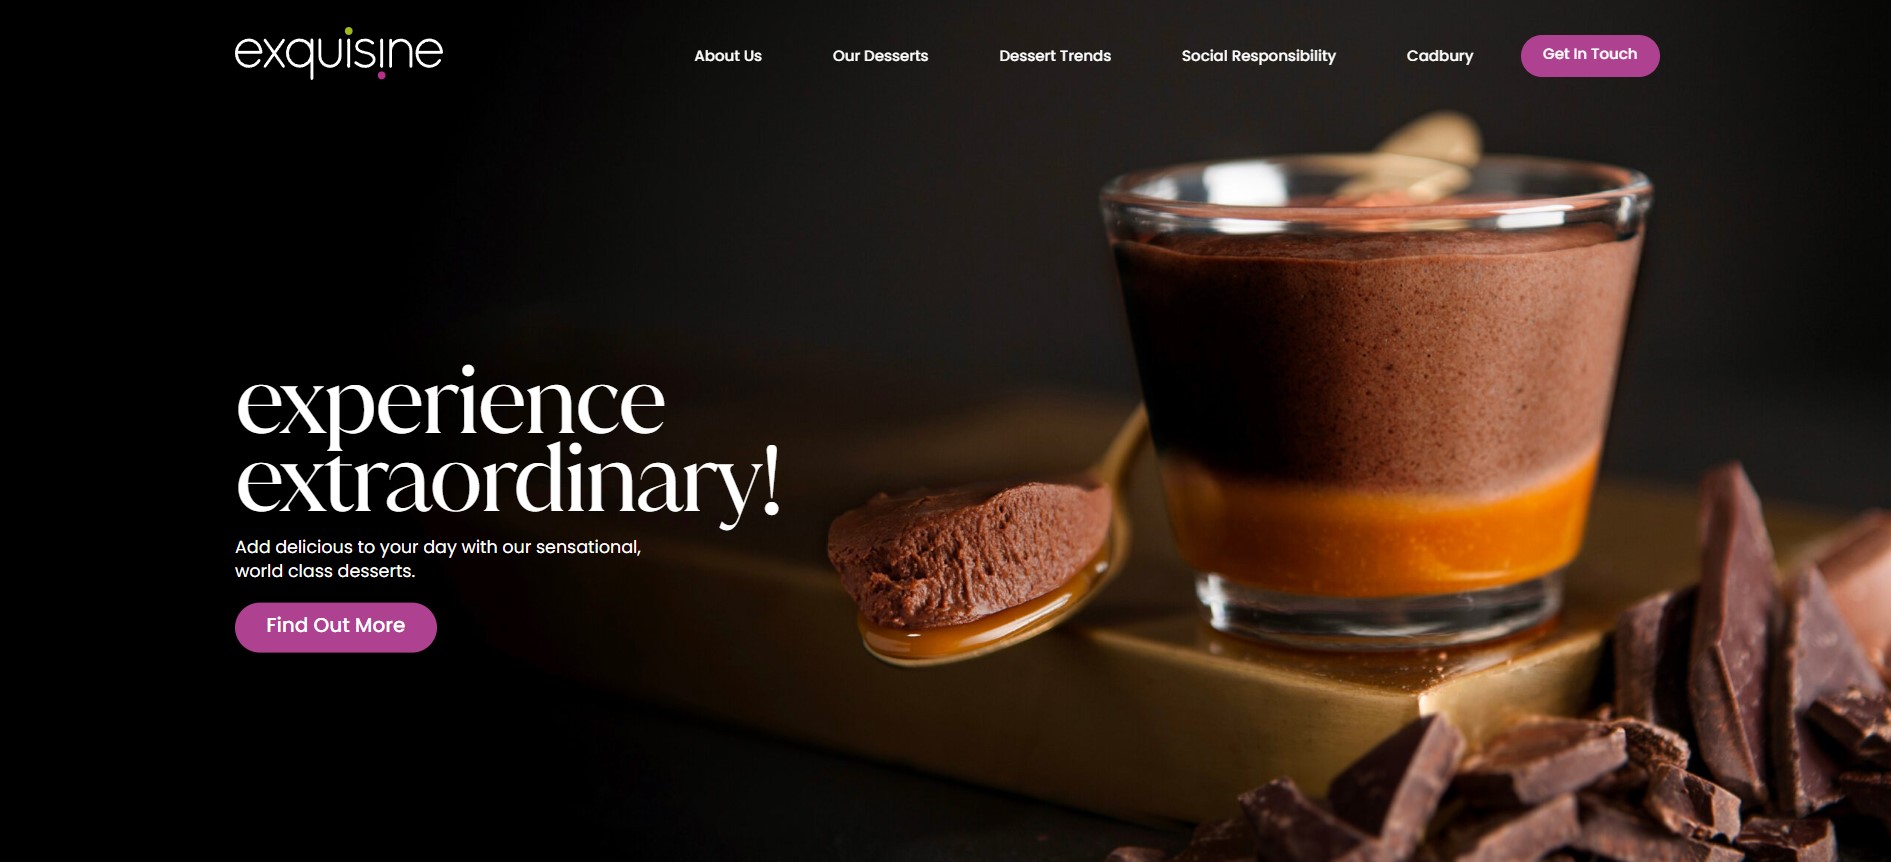 exquisine
About Us
Our Desserts
Dessert Trends
Social Responsibility
Cadbury
Get In Touch
experience
extraordinary!
Add delicious to your day with our sensational,
world class desserts.
Find Out More